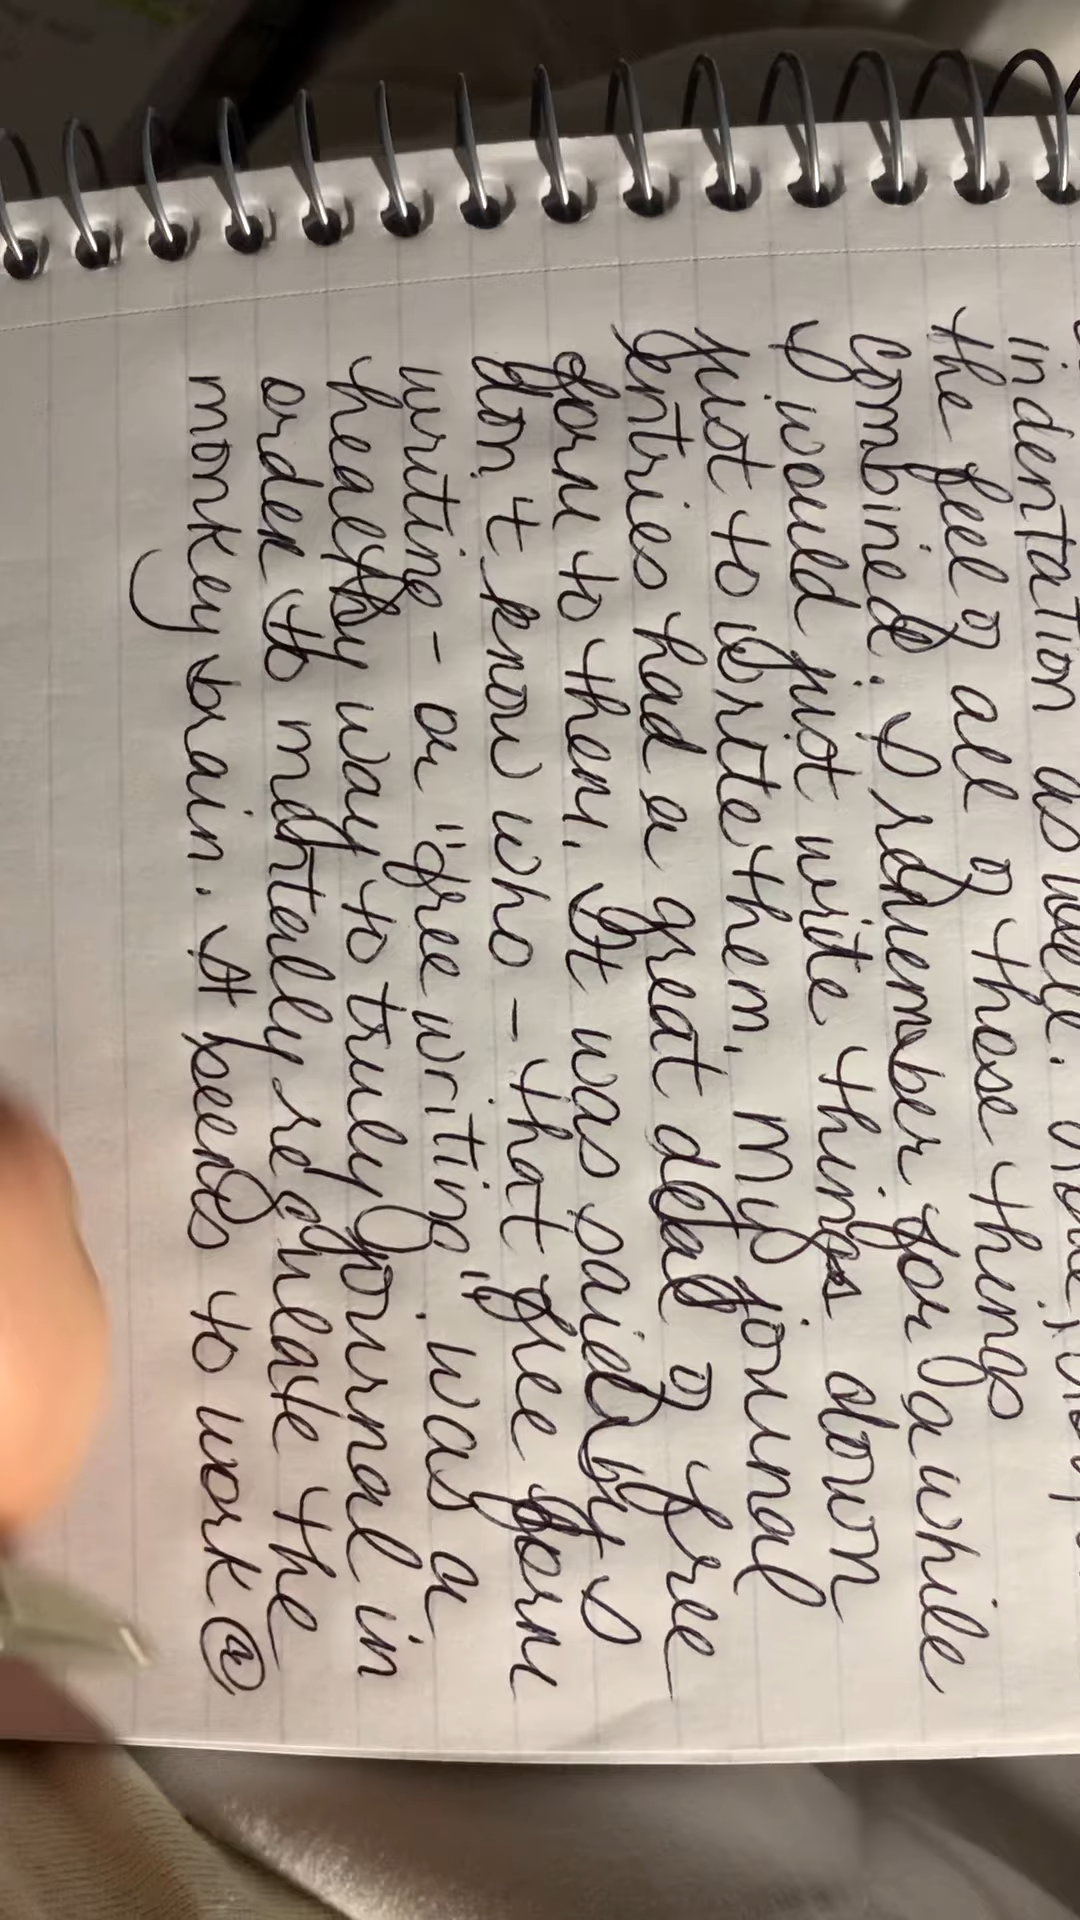 indentation as well.
the feel of all of those things
combined. I remember for a while
I would just write things down
just to write them. my journal
entries had a great deal of free
form to them. It was said by ts
don't know who - that free form
writing - or "free writing", was a
healthy way to truly journal in
order to mentally regulate the
monkey brain. It seems to work @